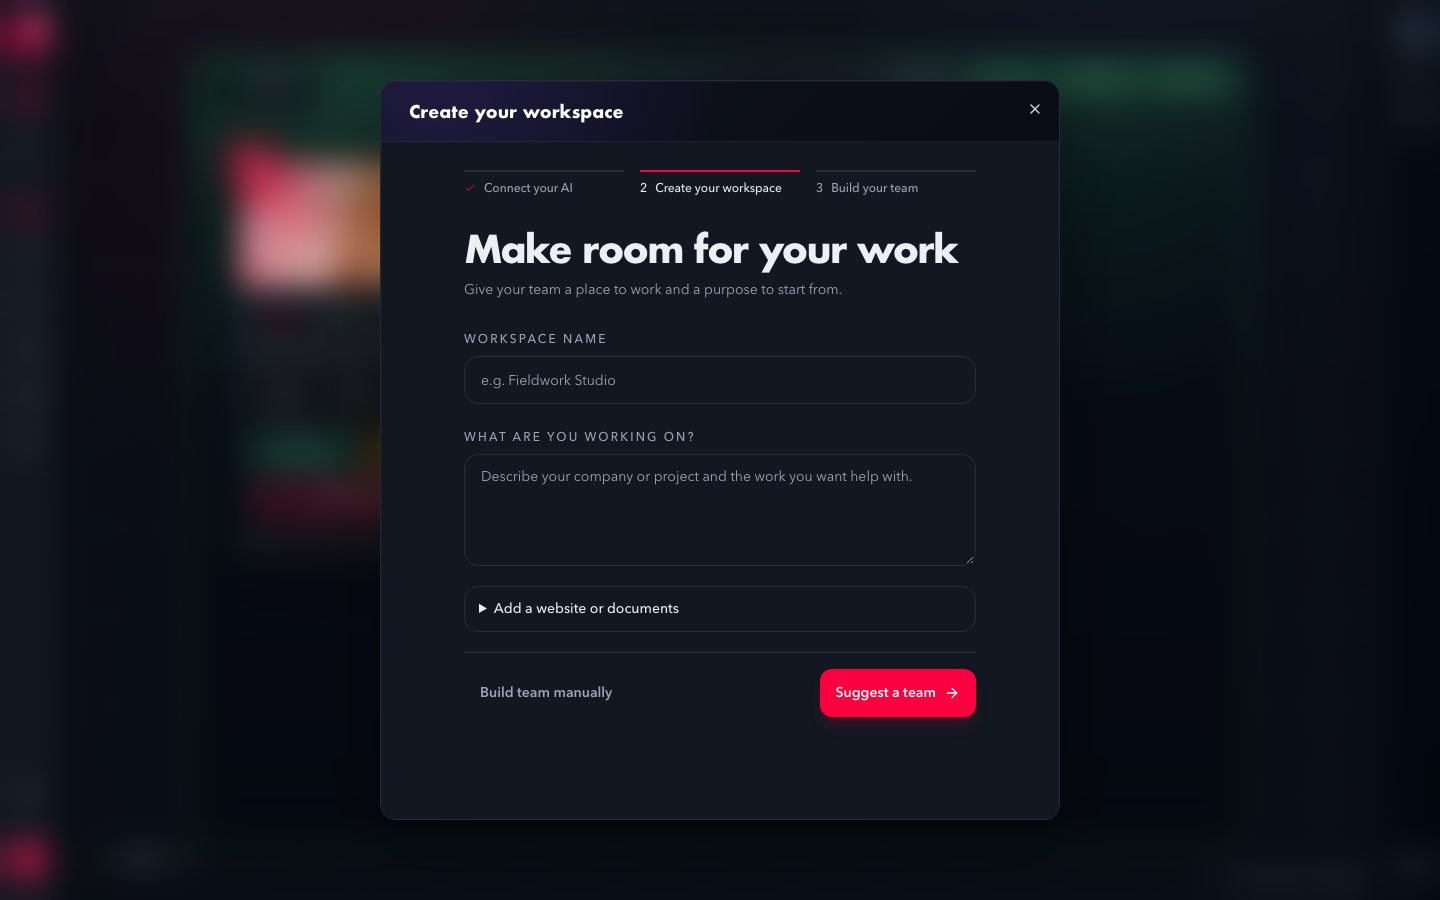 Create your workspace
Connect your AI
2 Create your workspace
3 Build your team
Make room for your work
Give your team a place to work and a purpose to start from.
WORKSPACE NAME
e.g. Fieldwork Studio
WHAT ARE YOU WORKING ON?
Describe your company or project and the work you want help with.
Add a website or documents
Build team manually
Suggest a team